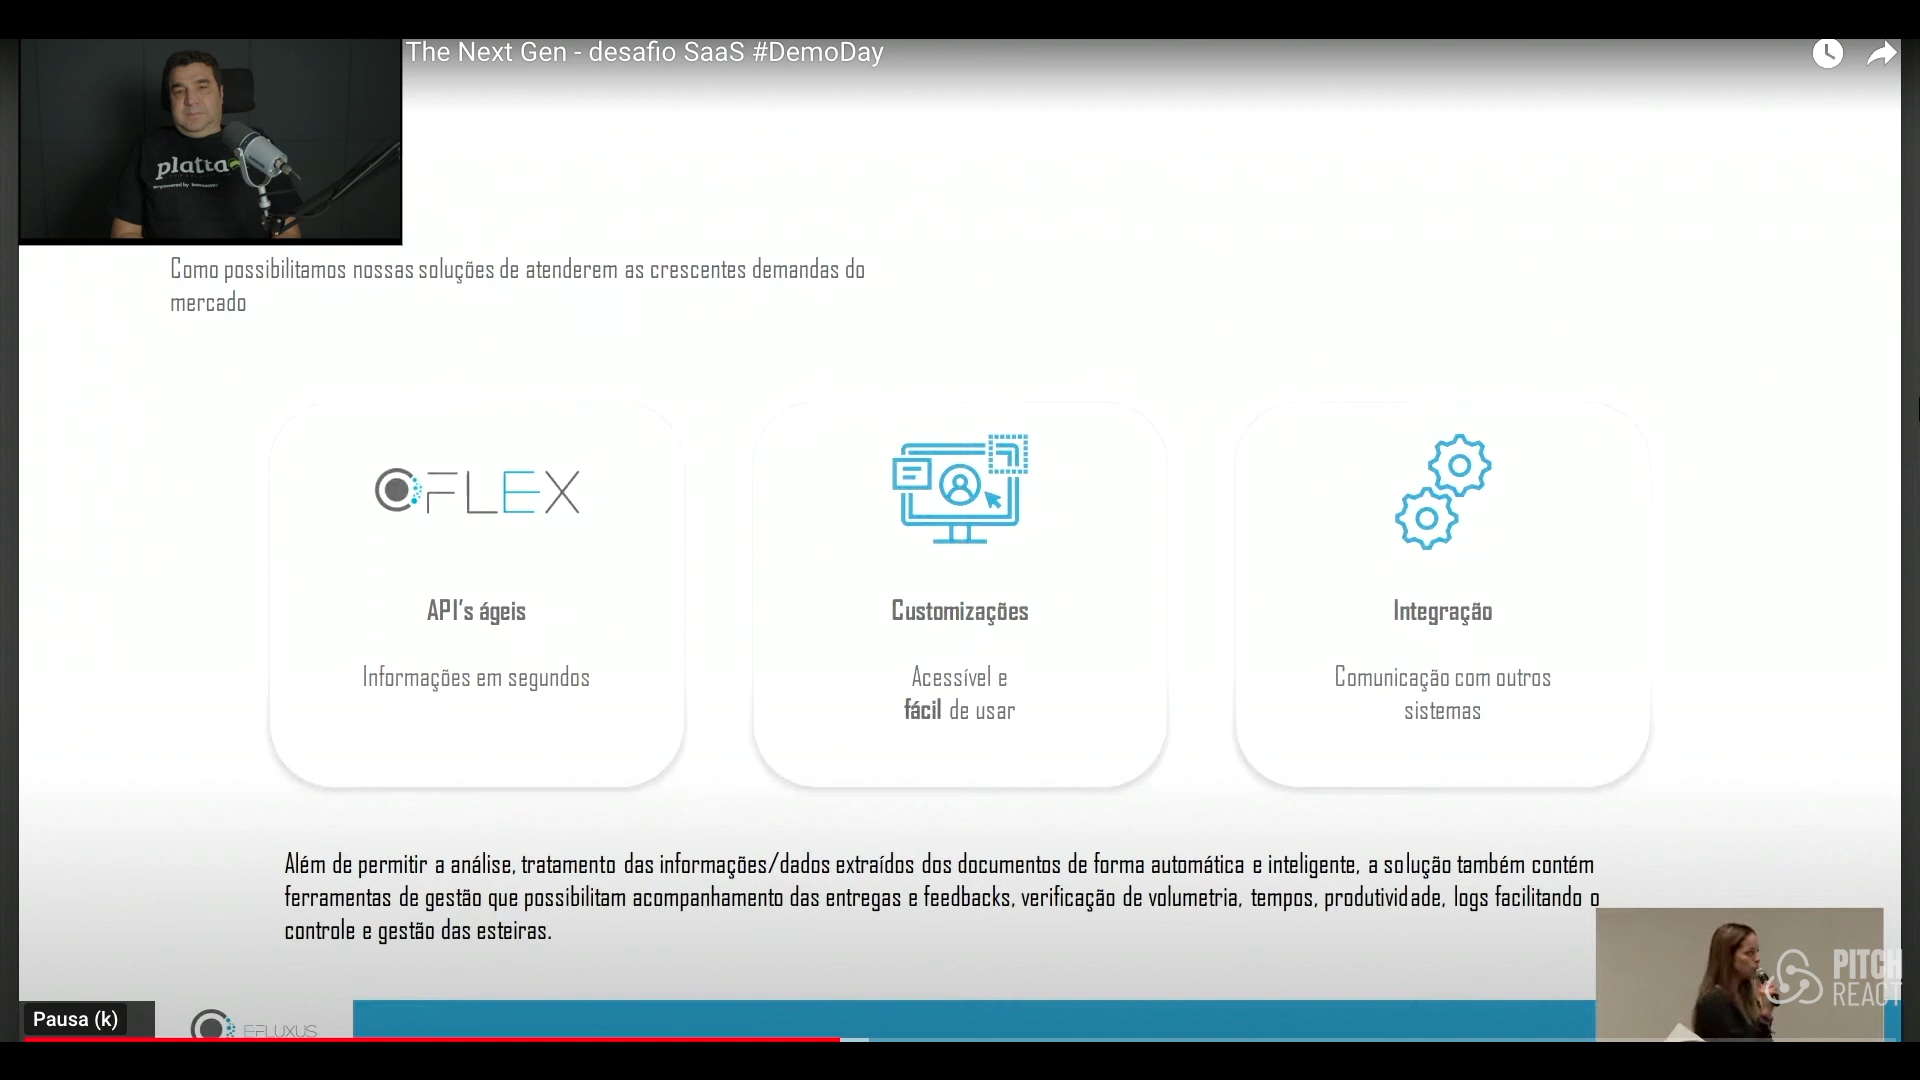 The Next Gen - desafio SaaS #DemoDay
platta
Como possibilitamos nossas soluções de atenderem as crescentes demandas do
mercado
FLEX
API's ágeis
Informações em segundos
Customizações
Acessível e
fácil de usar
Integração
Comunicação com outros
sistemas
Além de permitir a análise, tratamento das informações/dados extraídos dos documentos de forma automática e inteligente, a solução também contém
ferramentas de gestão que possibilitam acompanhamento das entregas e feedbacks, verificação de volumetria, tempos, produtividade, logs facilitando o
controle e gestão das esteiras.
PITCH
REACT
Pausa (k)
EFLUXUS